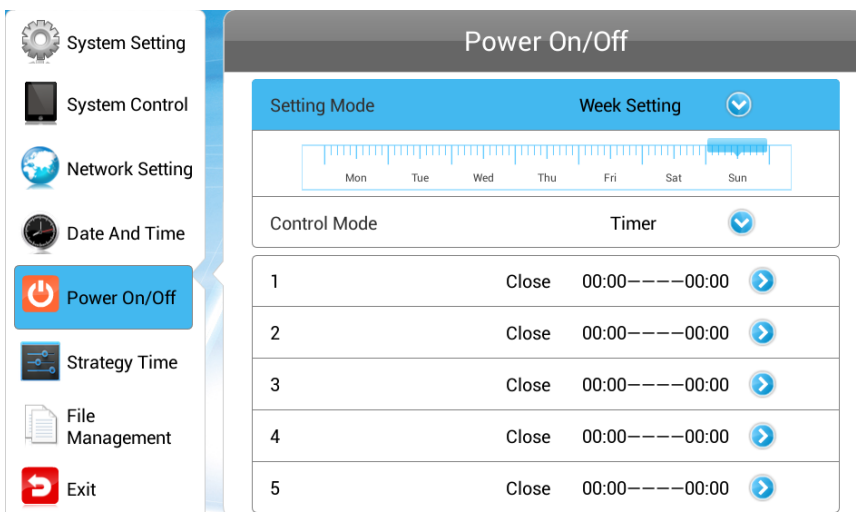 System Setting
System Control
Network Setting
Date And Time
Power On/Off
Strategy Time
File
Management
Exit
Power On/Off
Setting Mode Week Setting
Mon Tue Wed Thu Fri Sat Sun
Control Mode Timer
1 Close 00:00----00:00
2 Close 00:00----00:00
3 Close 00:00----00:00
4 Close 00:00----00:00
5 Close 00:00----00:00